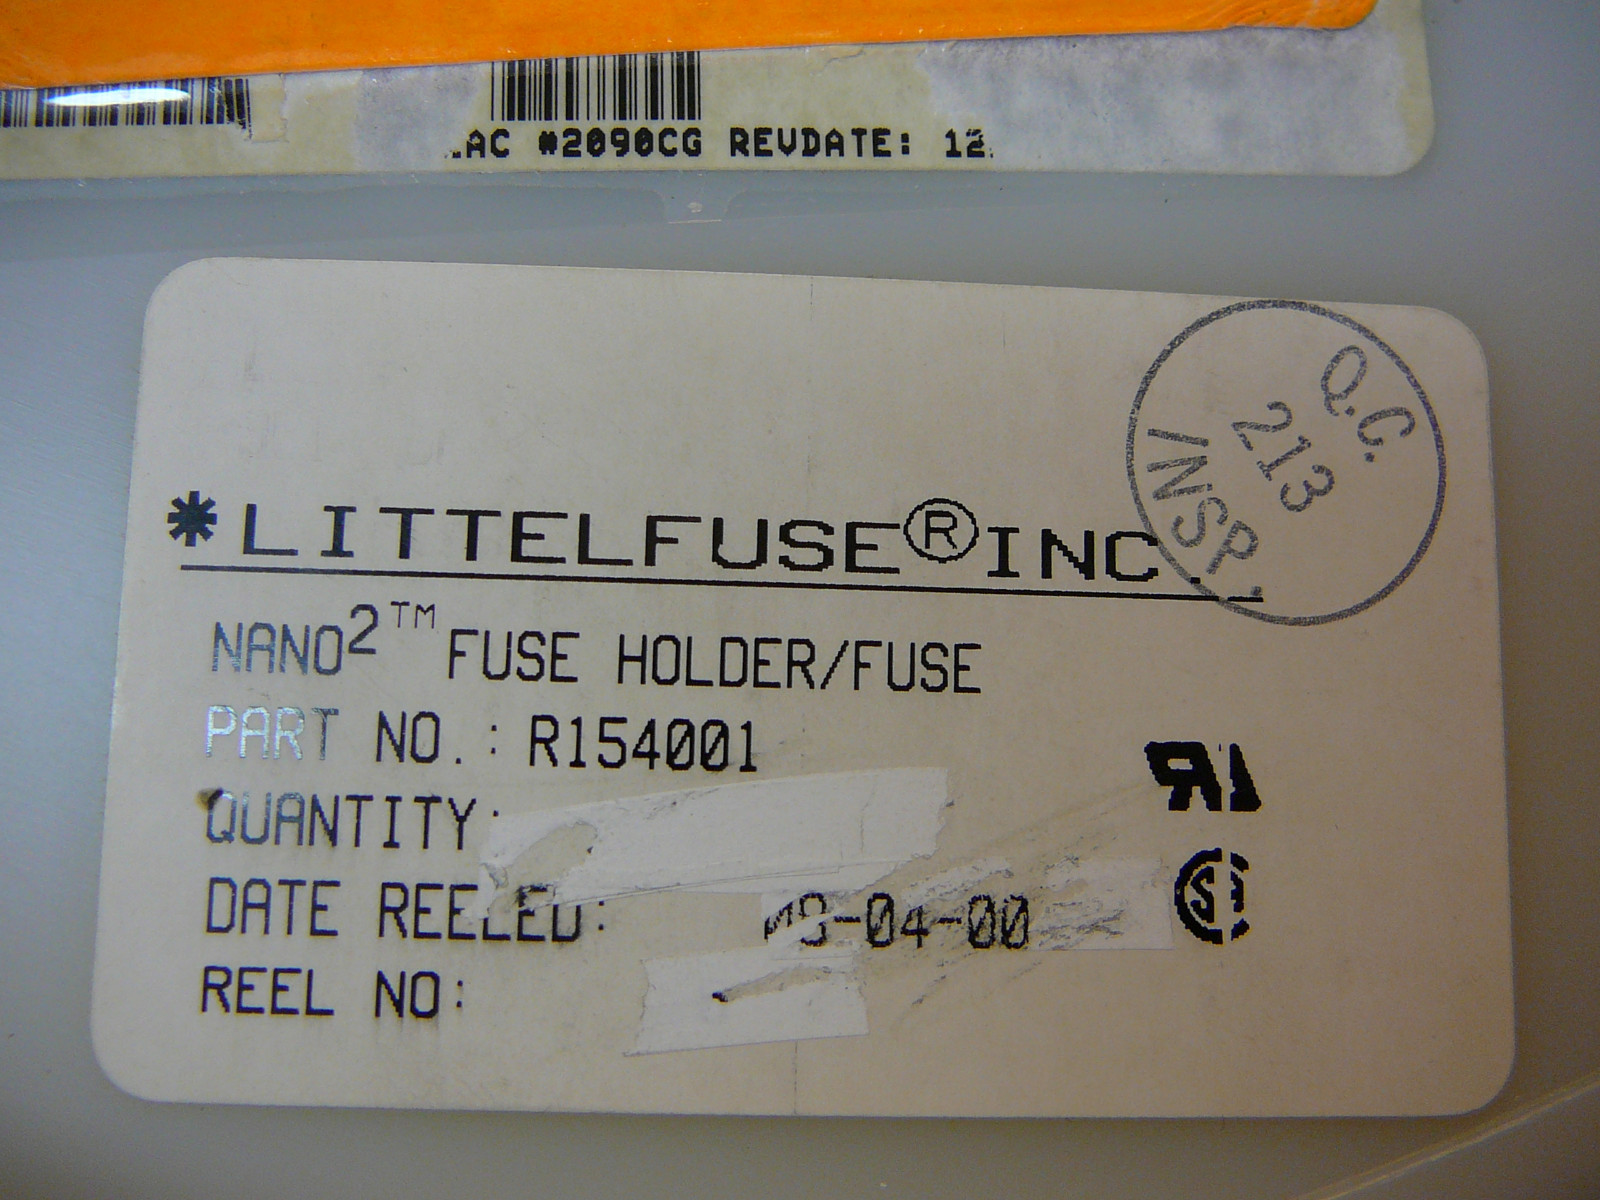 AC #2090CG REVDATE: 12
Q.C.
213
INSP.
*LITTELFUSE® INC.
NANO2™ FUSE HOLDER/FUSE
PART NO.: R154001
QUANTITY:
DATE REELED: 08-04-00
REEL NO: